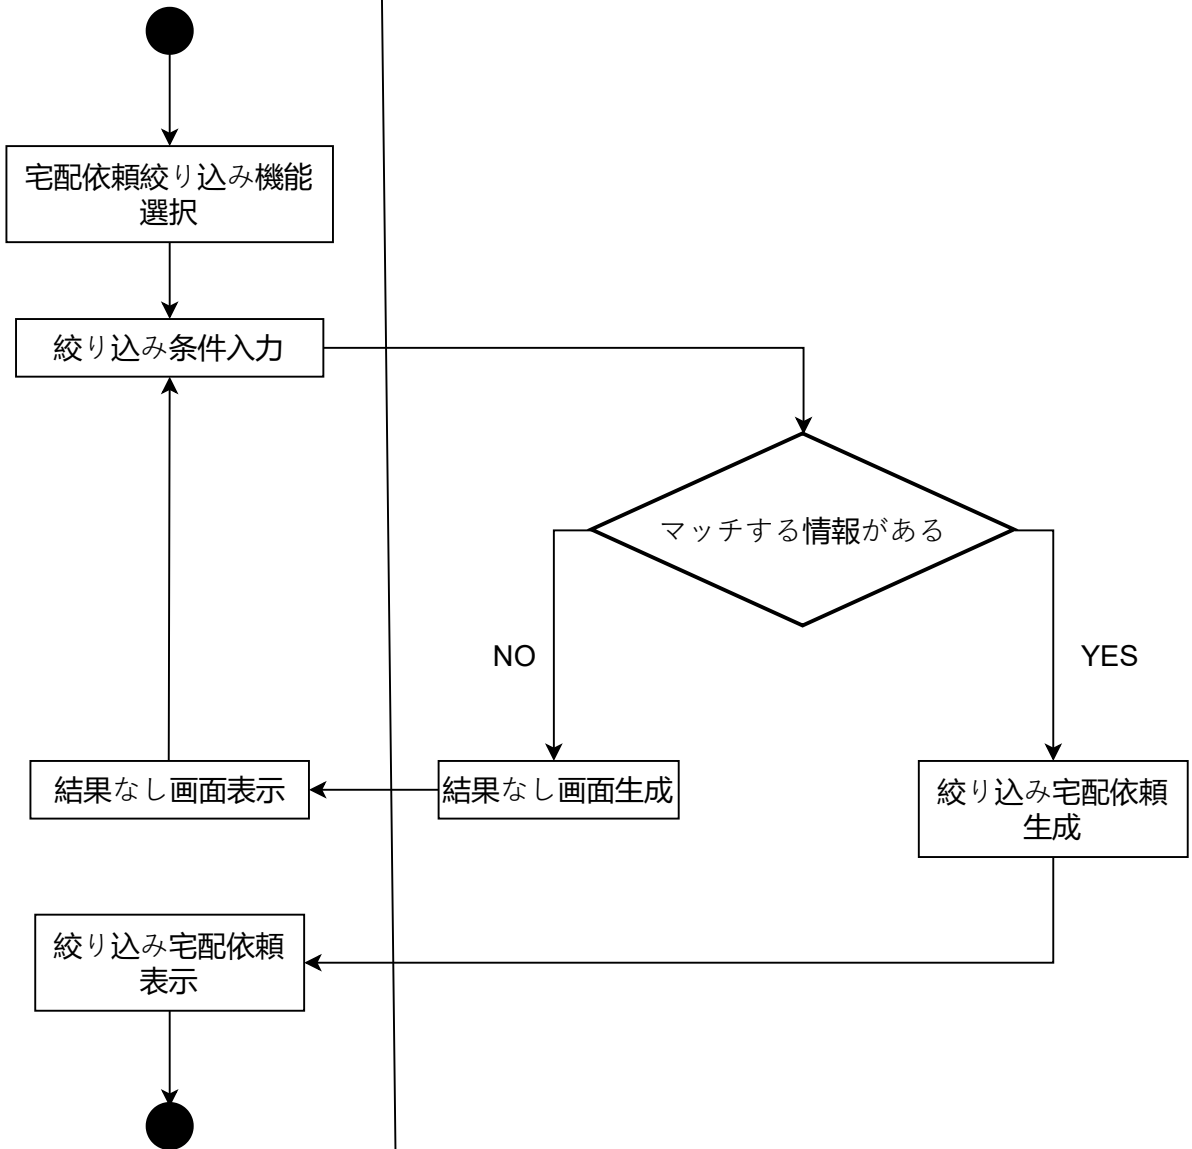 宅配依頼絞り込み機能
選択
絞り込み条件入力
マッチする情報がある
NO
YES
結果なし画面表示
結果なし画面生成
絞り込み宅配依頼
生成
絞り込み宅配依頼
表示